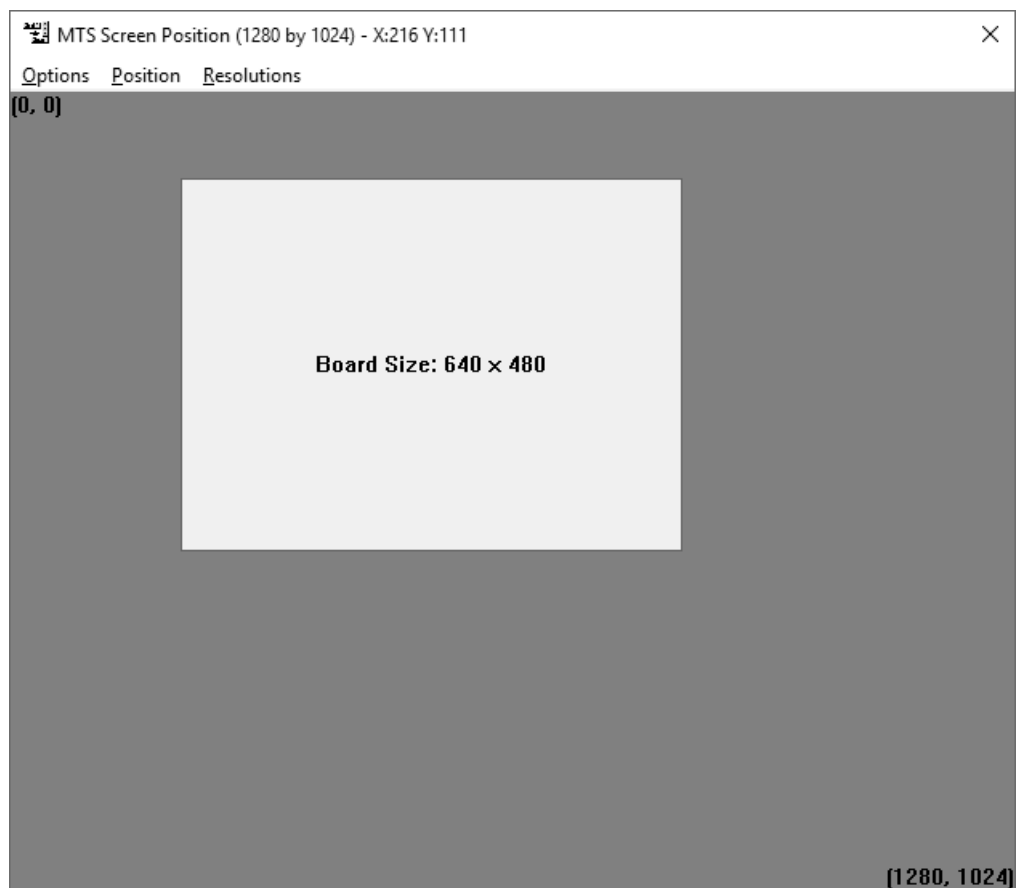 MTS Screen Position (1280 by 1024) - X:216 Y:111
Options Position Resolutions
(0, 0)
Board Size: 640 × 480
(1280, 1024)